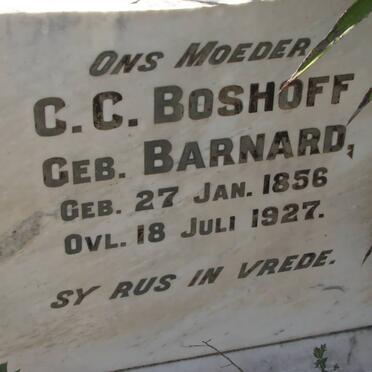 ONS MOEDER
C. C. BOSHOFF
GEB. BARNARD,
GEB. 27 JAN. 1856
OVL. 18 JULI 1927.
SY RUS IN VREDE.